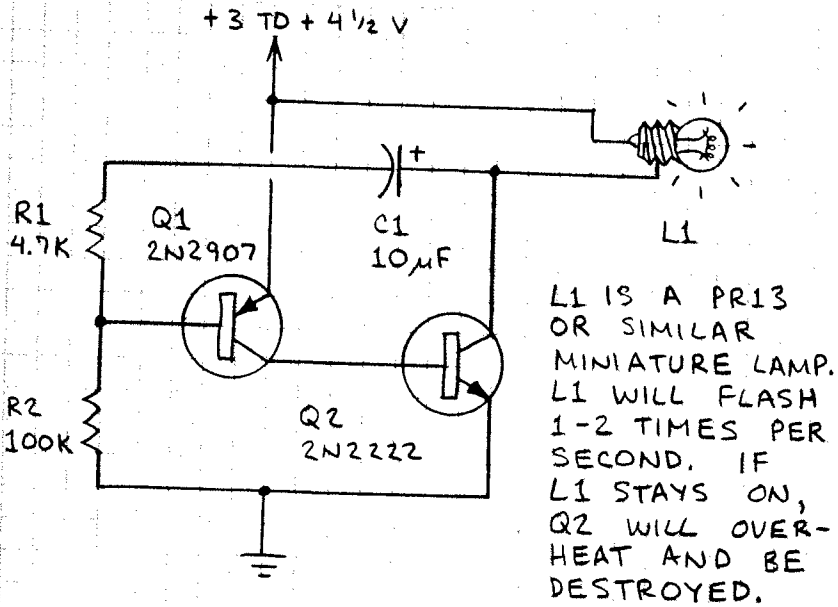 +3 TO + 4 1/2 V
+
R1
4.7K
Q1
2N2907
C1
10µF
L1
R2
100K
Q2
2N2222
L1 IS A PR13
OR SIMILAR
MINIATURE LAMP.
L1 WILL FLASH
1-2 TIMES PER
SECOND. IF
L1 STAYS ON,
Q2 WILL OVER-
HEAT AND BE
DESTROYED.